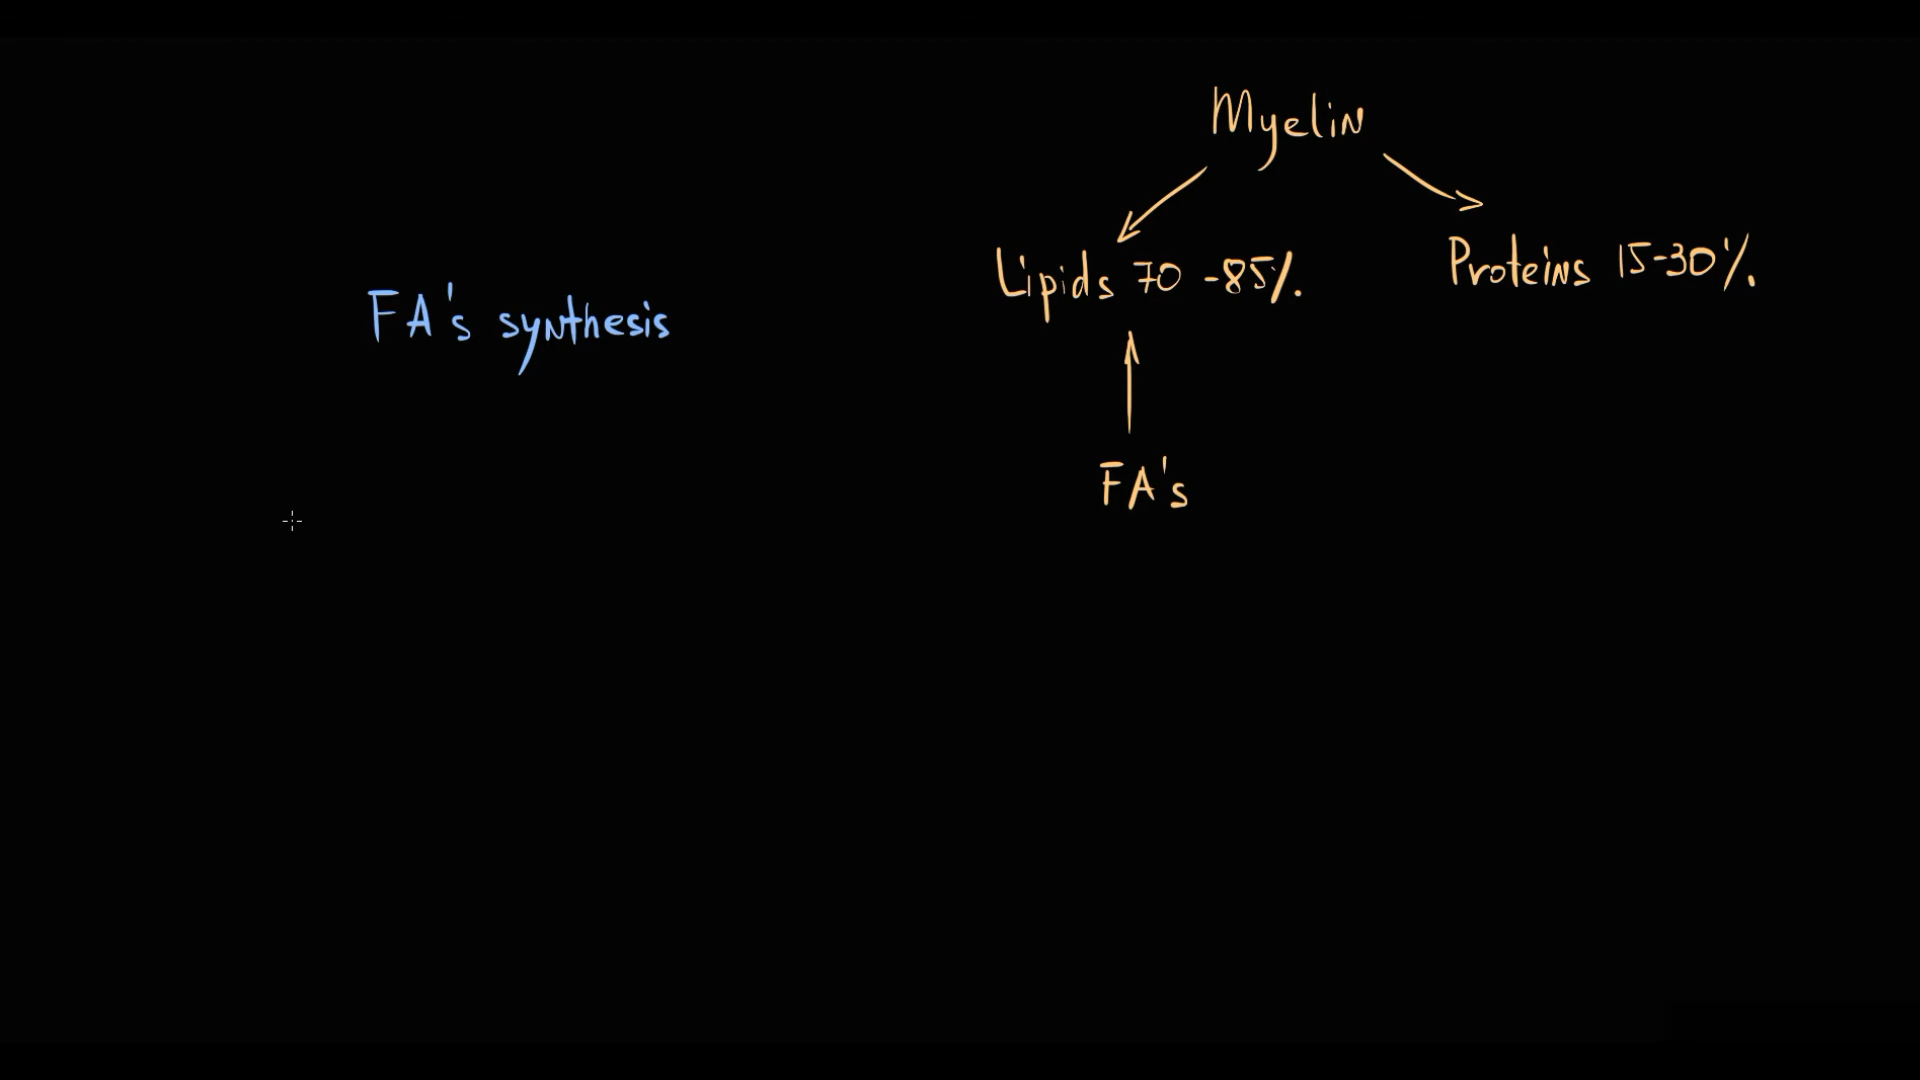 Myelin
Lipids 70-85%
Proteins 15-30%
FA's synthesis
FA's